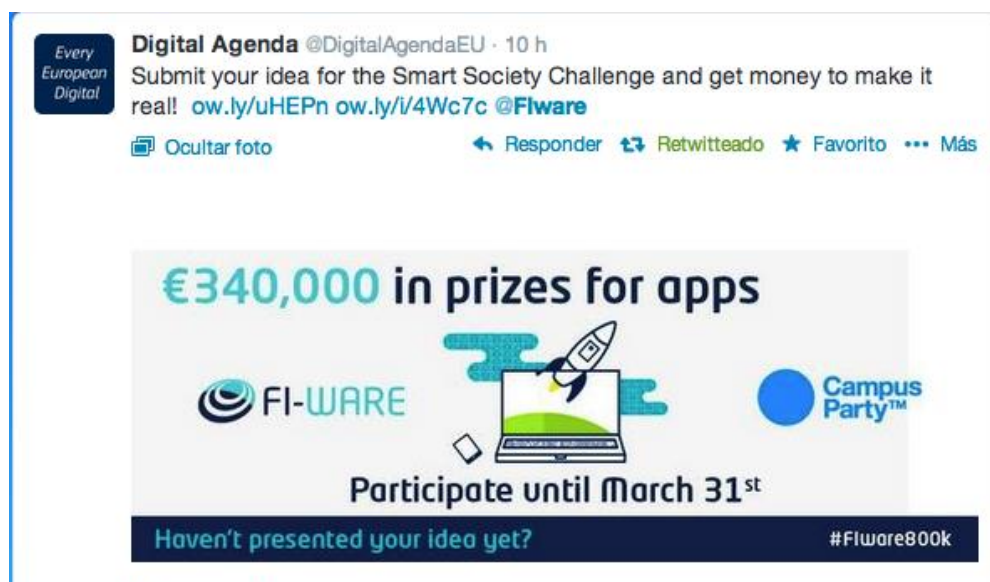 Every
European
Digital
Digital Agenda @DigitalAgendaEU · 10 h
Submit your idea for the Smart Society Challenge and get money to make it
real! ow.ly/uHEPn ow.ly/i/4Wc7c @FIware
Ocultar foto Responder Retwitteado Favorito Más
€340,000 in prizes for apps
FI-WARE
Campus
Party™
Participate until March 31st
Haven't presented your idea yet? #FIware800k